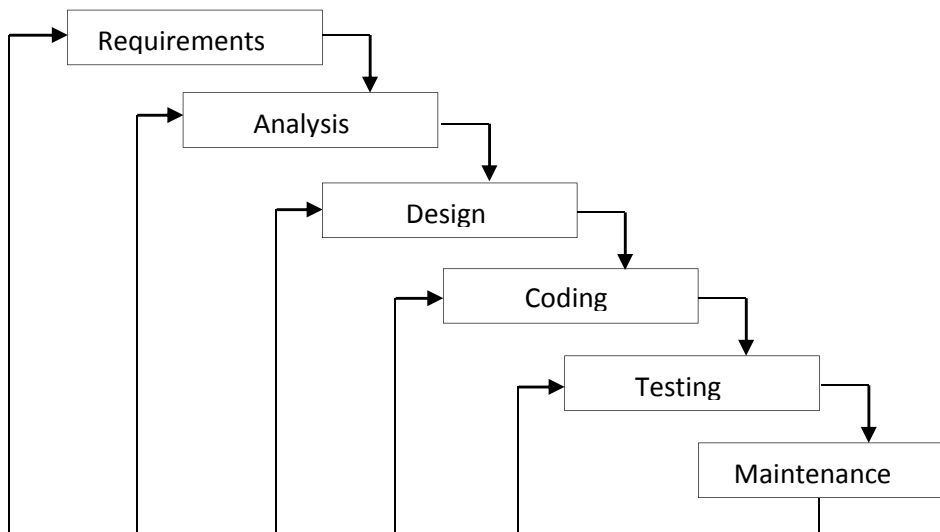 Requirements
Analysis
Design
Coding
Testing
Maintenance